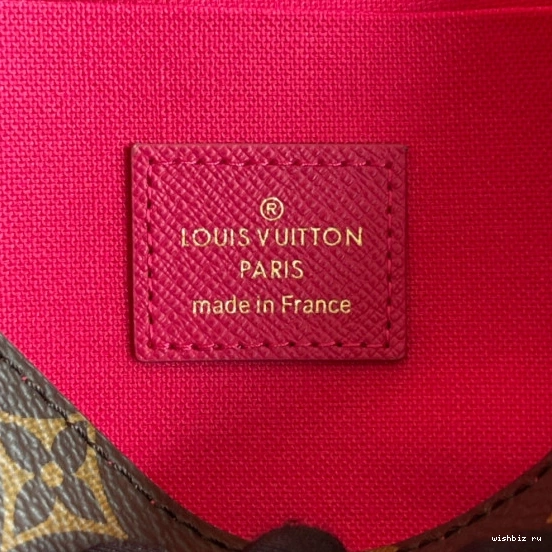 ®
LOUIS VUITTON
PARIS
made in France
wishbiz ru